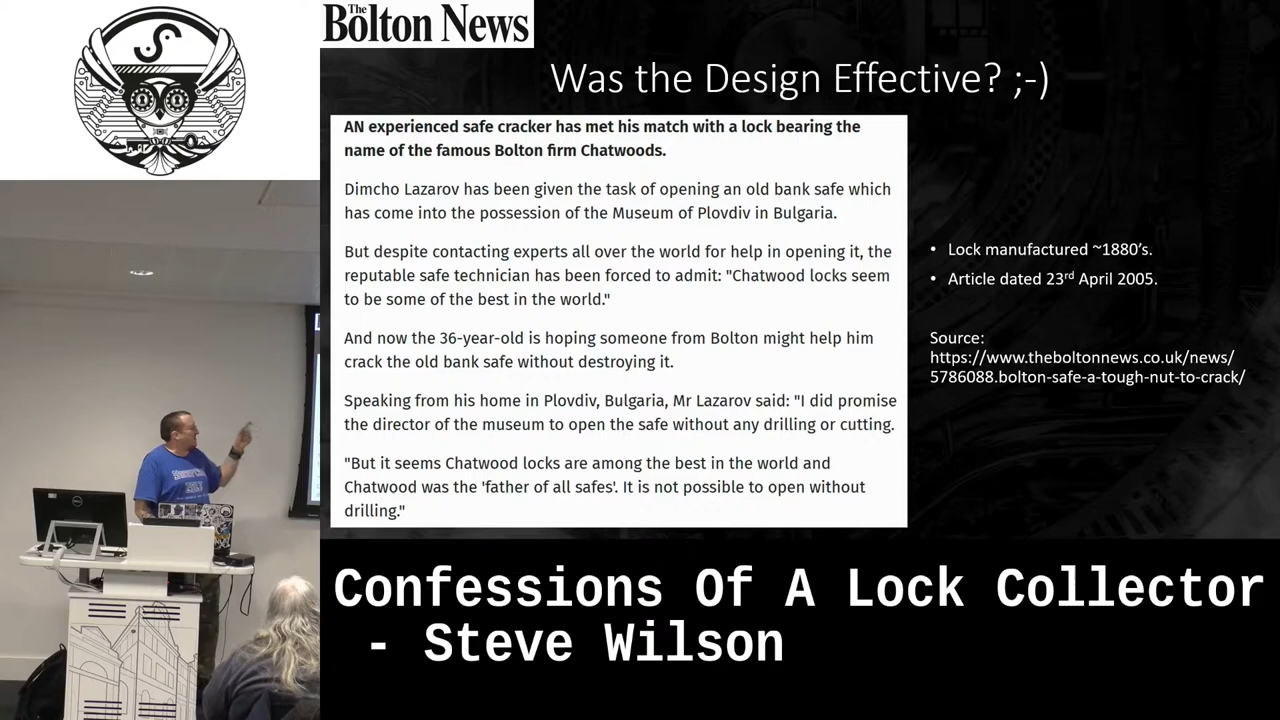 The Bolton News
Was the Design Effective? ;-)
AN experienced safe cracker has met his match with a lock bearing the
name of the famous Bolton firm Chatwoods.
Dimcho Lazarov has been given the task of opening an old bank safe which
has come into the possession of the Museum of Plovdiv in Bulgaria.
But despite contacting experts all over the world for help in opening it, the
reputable safe technician has been forced to admit: "Chatwood locks seem
to be some of the best in the world."
And now the 36-year-old is hoping someone from Bolton might help him
crack the old bank safe without destroying it.
Speaking from his home in Plovdiv, Bulgaria, Mr Lazarov said: "I did promise
the director of the museum to open the safe without any drilling or cutting.
"But it seems Chatwood locks are among the best in the world and
Chatwood was the 'father of all safes'. It is not possible to open without
drilling."
• Lock manufactured ~1880's.
• Article dated 23rd April 2005.
Source:
https://www.theboltonnews.co.uk/news/
5786088.bolton-safe-a-tough-nut-to-crack/
Confessions Of A Lock Collector
- Steve Wilson